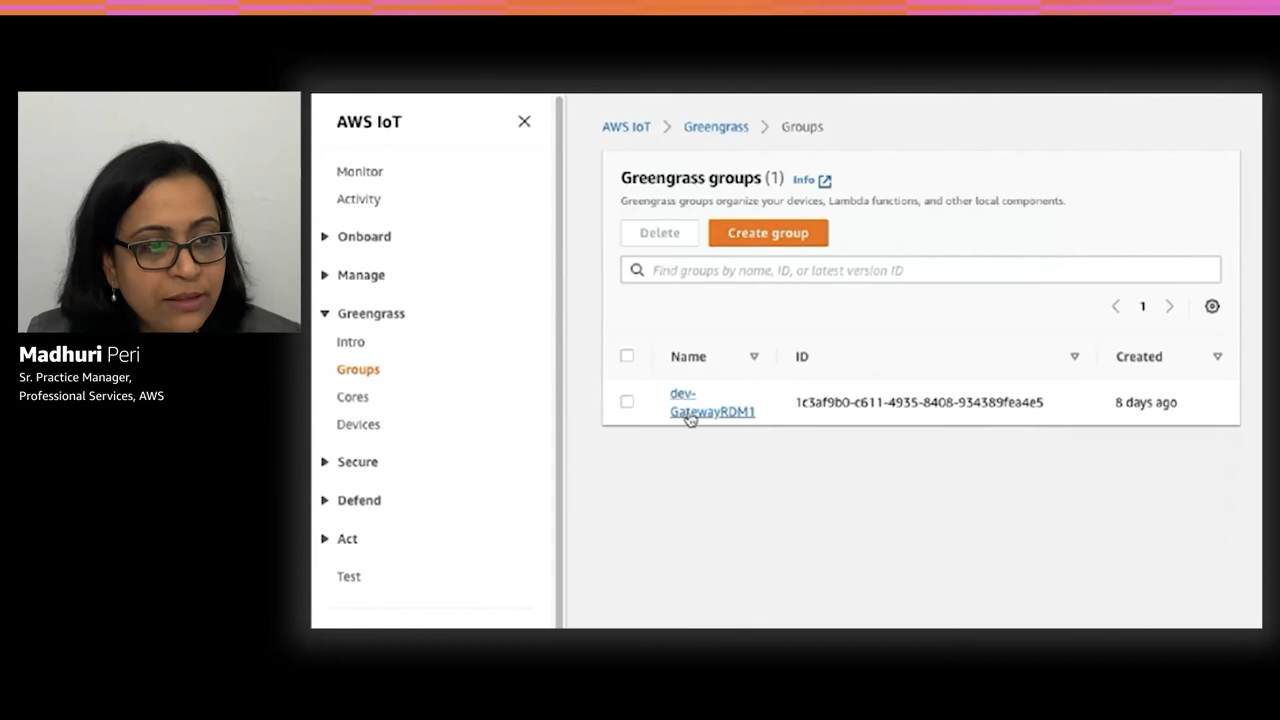 AWS IoT
Monitor
Activity
Onboard
Manage
Greengrass
Intro
Groups
Cores
Devices
Secure
Defend
Act
Test
AWS IoT > Greengrass > Groups
Greengrass groups (1) Info
Greengrass groups organize your devices, Lambda functions, and other local components.
Delete Create group
Find groups by name, ID, or latest version ID
1
Name ID Created
dev-
GatewayRDM1 1c3af9b0-c611-4935-8408-934389fea4e5 8 days ago
Madhuri Peri
Sr. Practice Manager,
Professional Services, AWS